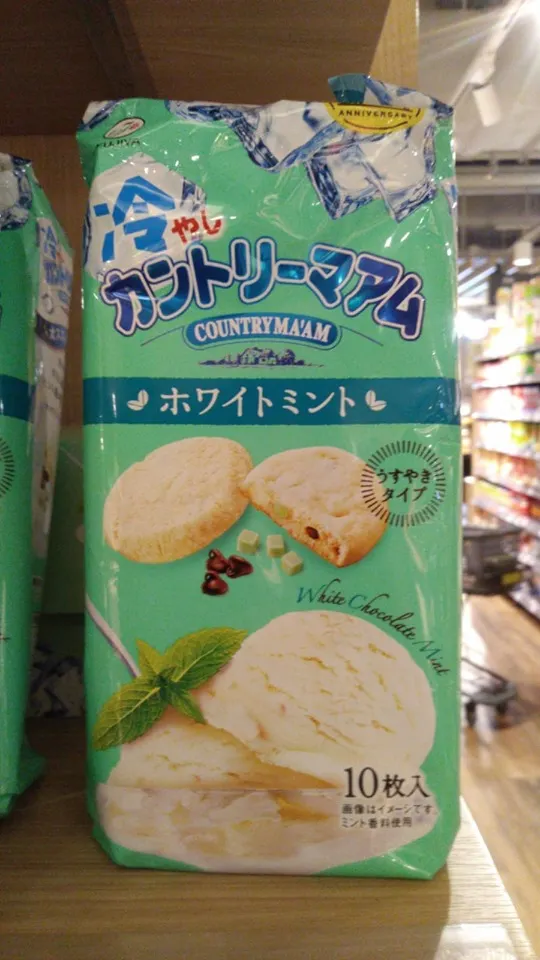 ANNIVERSARY
FUJIYA
冷やし
カントリーマアム
COUNTRYMA'AM
ホワイトミント
うすやき
タイプ
White Chocolate Mint
10枚入
画像はイメージです
ミント香料使用